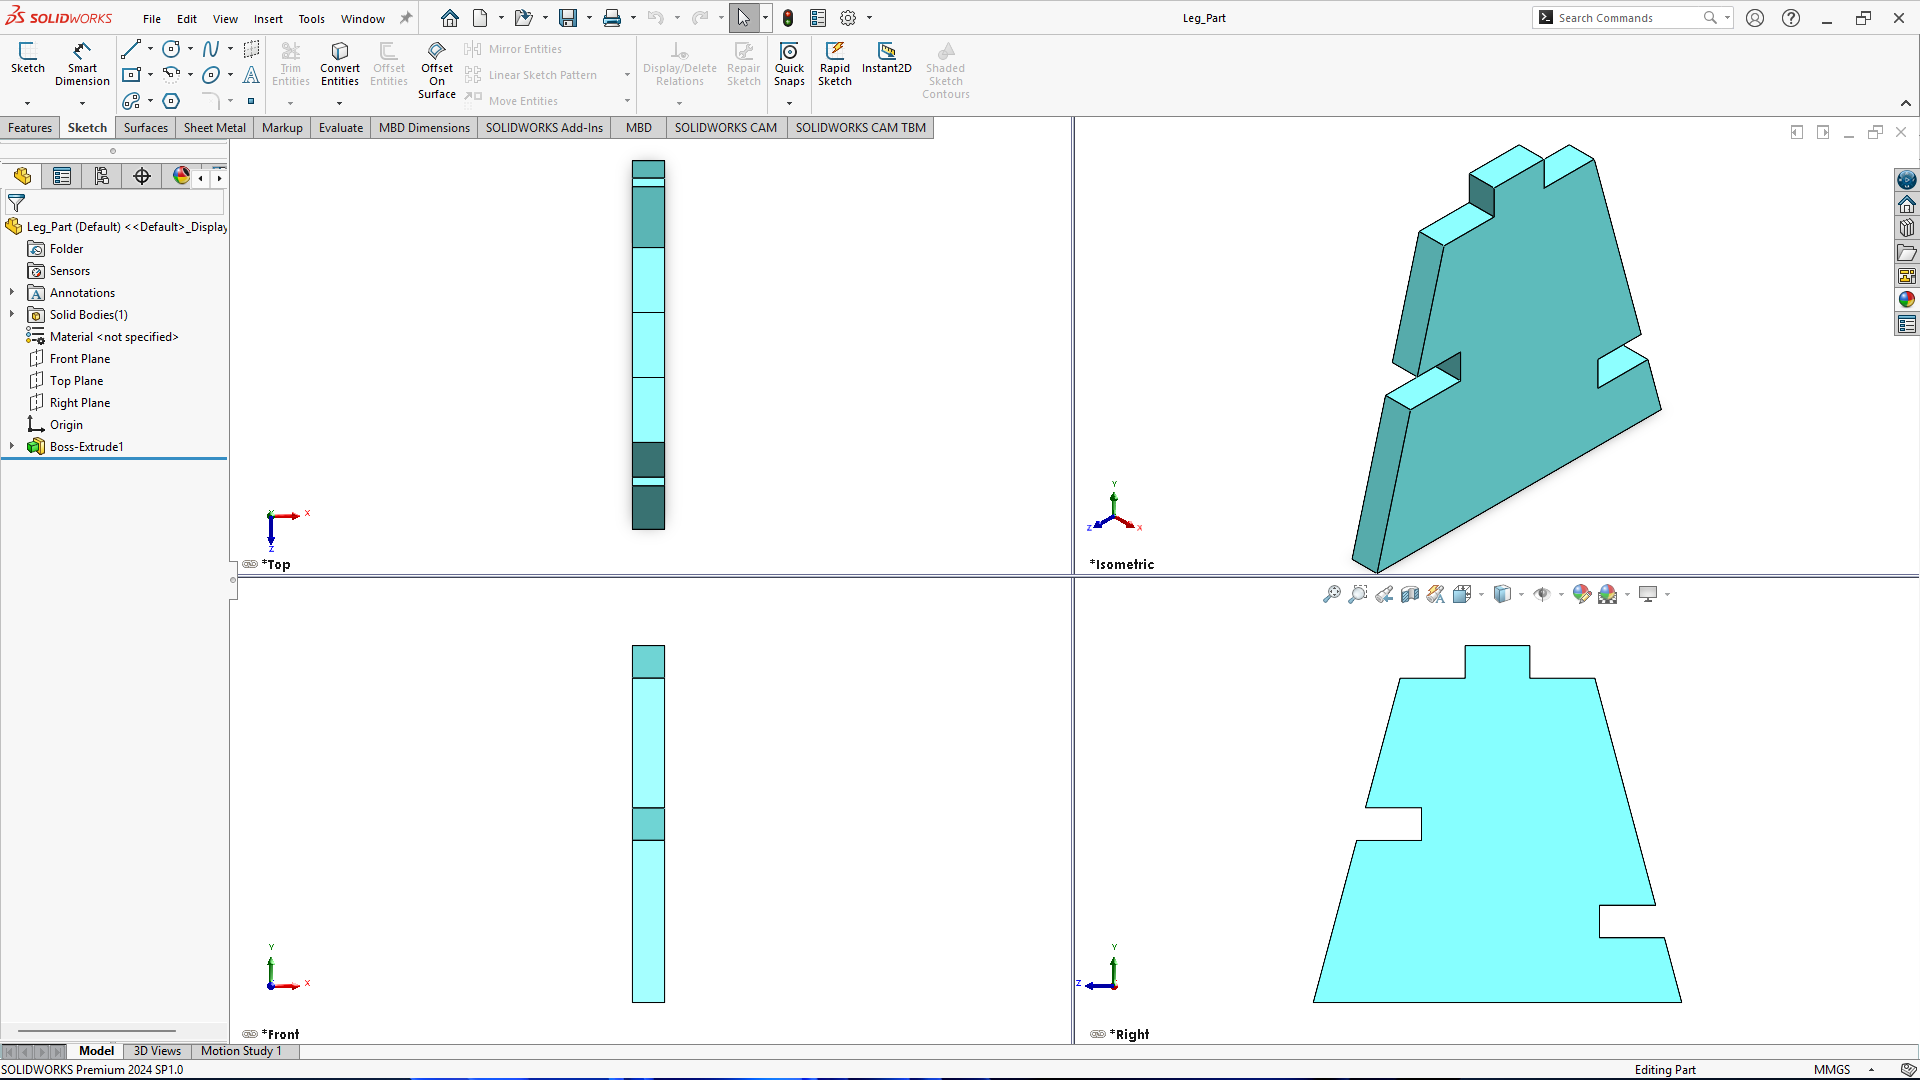 SOLIDWORKS File Edit View Insert Tools Window Leg_Part Search Commands
Sketch Smart Dimension Trim Entities Convert Entities Offset Entities Offset On Surface Mirror Entities Linear Sketch Pattern Move Entities Display/Delete Relations Repair Sketch Quick Snaps Rapid Sketch Instant2D Shaded Sketch Contours
Features Sketch Surfaces Sheet Metal Markup Evaluate MBD Dimensions SOLIDWORKS Add-Ins MBD SOLIDWORKS CAM SOLIDWORKS CAM TBM
Leg_Part (Default) <<Default>_Display
Folder
Sensors
Annotations
Solid Bodies(1)
Material <not specified>
Front Plane
Top Plane
Right Plane
Origin
Boss-Extrude1
Y X
Z
*Top
Y
Z X
*Isometric
Y
X
*Front
Y
Z
*Right
Model 3D Views Motion Study 1
SOLIDWORKS Premium 2024 SP1.0 Editing Part MMGS